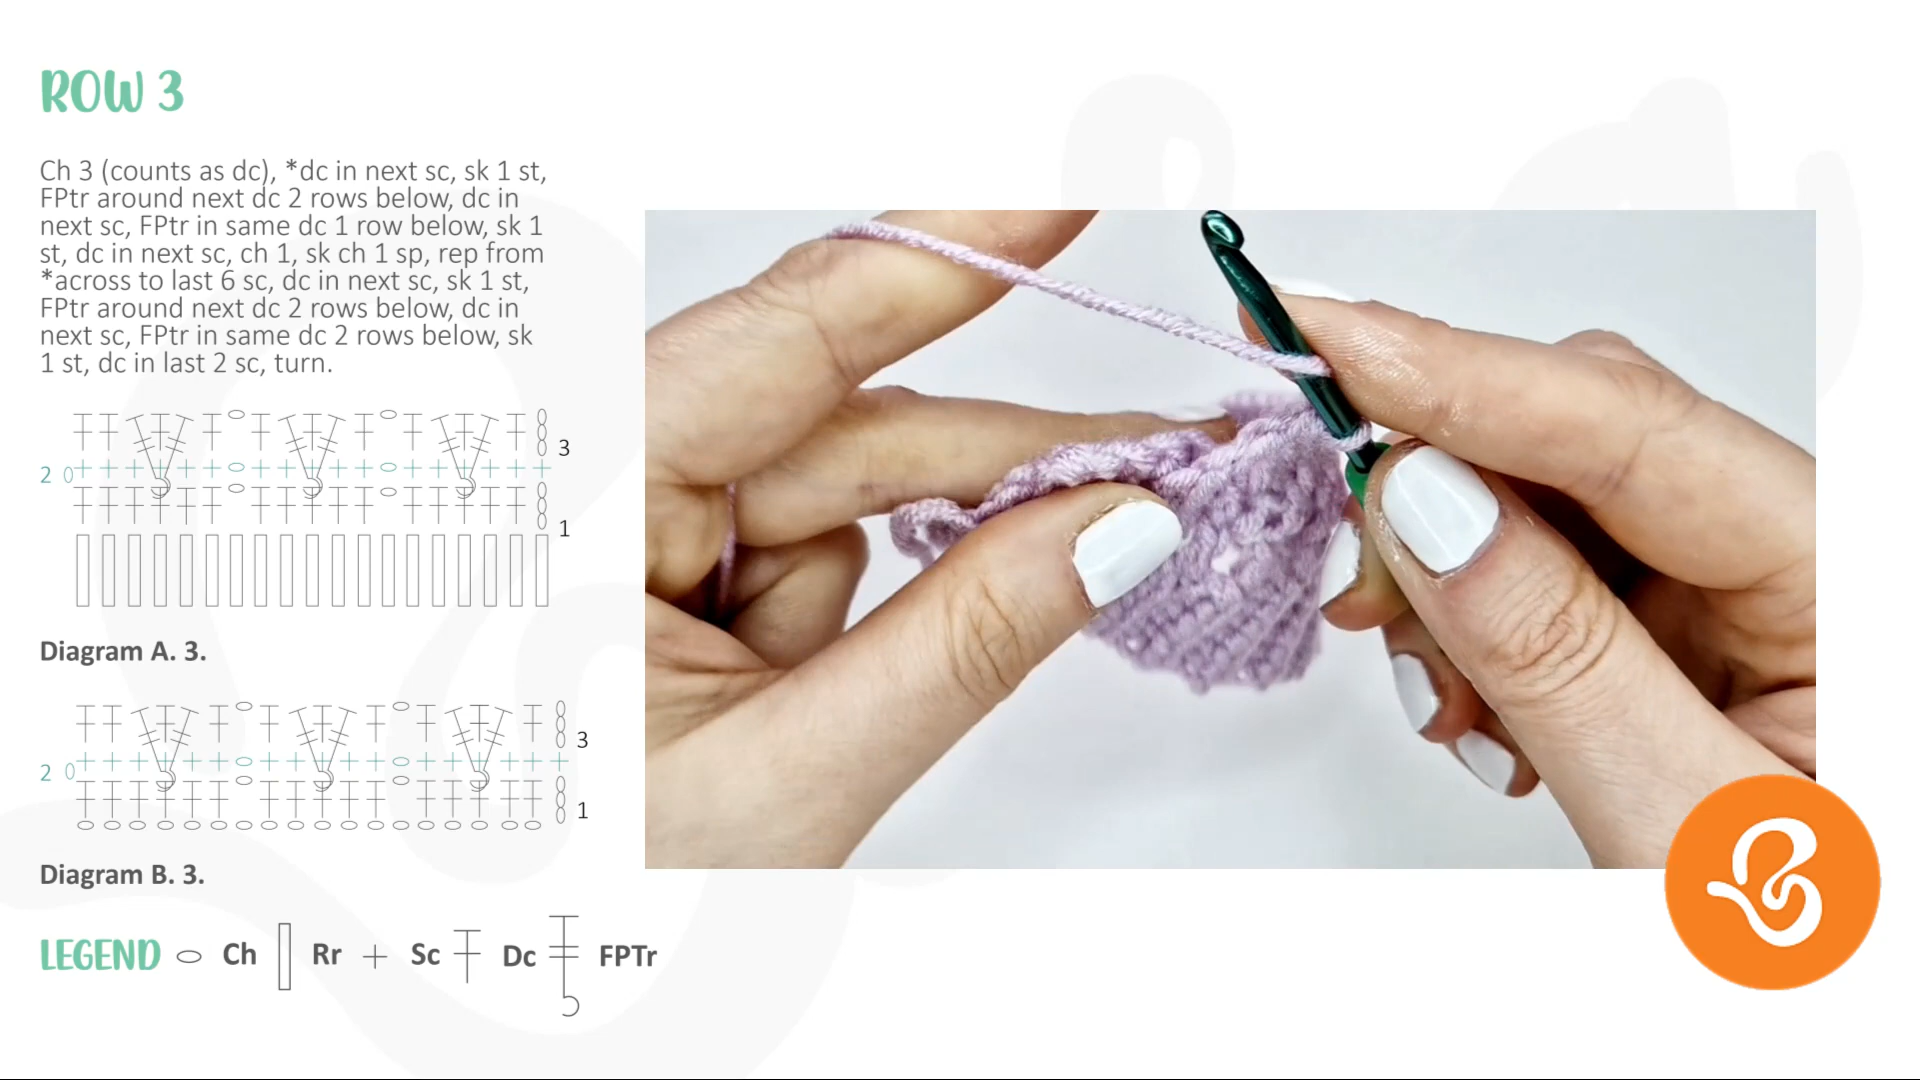 ROW 3
Ch 3 (counts as dc), *dc in next sc, sk 1 st,
FPtr around next dc 2 rows below, dc in
next sc, FPtr in same dc 1 row below, sk 1
st, dc in next sc, ch 1, sk ch 1 sp, rep from
*across to last 6 sc, dc in next sc, sk 1 st,
FPtr around next dc 2 rows below, dc in
next sc, FPtr in same dc 2 rows below, sk
1 st, dc in last 2 sc, turn.
3
2
1
Diagram A. 3.
3
2
1
Diagram B. 3.
LEGEND Ch Rr Sc Dc FPTr